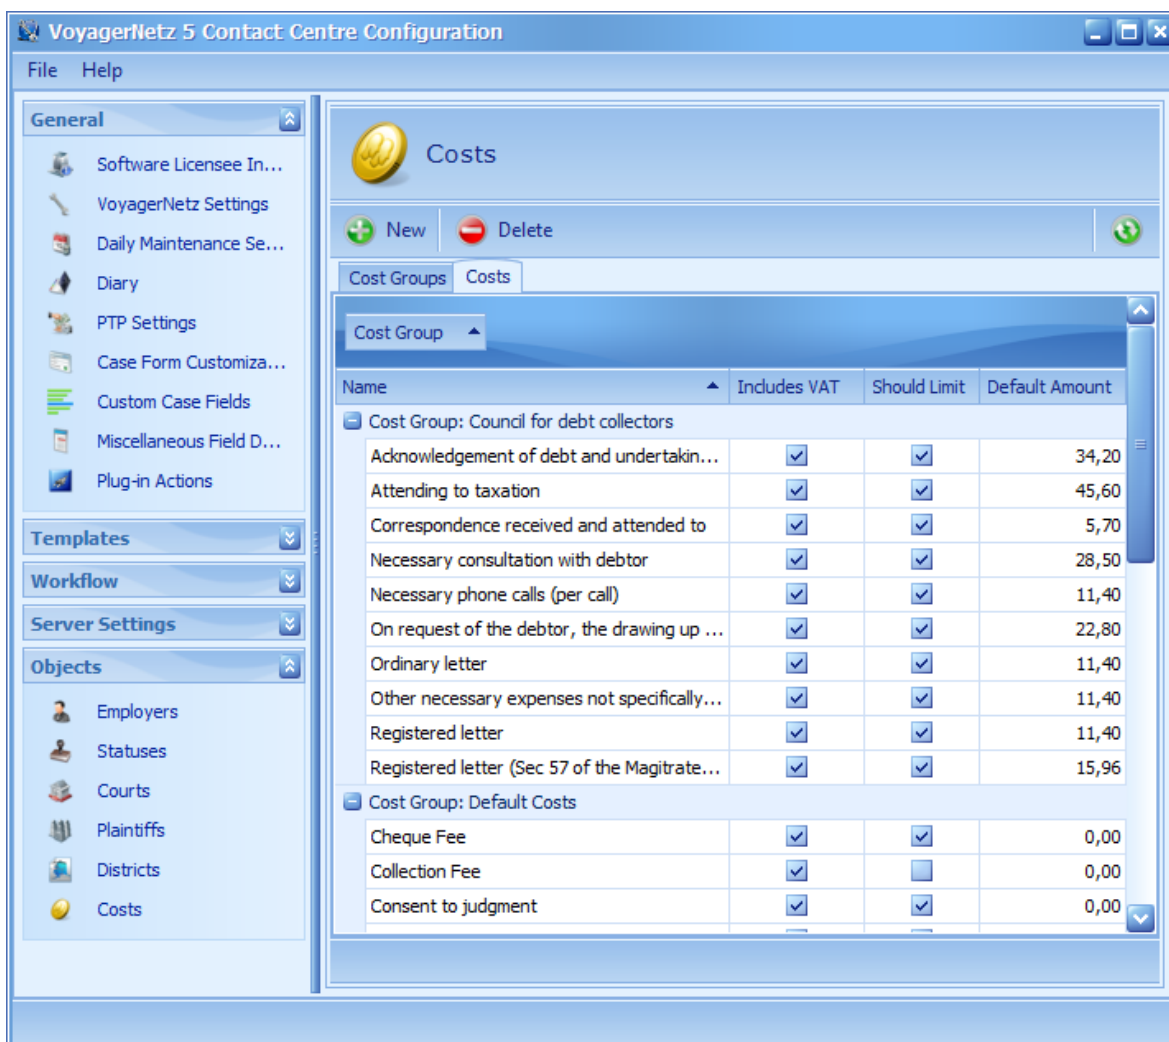 VoyagerNetz 5 Contact Centre Configuration
File Help
General
Software Licensee In...
VoyagerNetz Settings
Daily Maintenance Se...
Diary
PTP Settings
Case Form Customiza...
Custom Case Fields
Miscellaneous Field D...
Plug-in Actions
Templates
Workflow
Server Settings
Objects
Employers
Statuses
Courts
Plaintiffs
Districts
Costs
Costs
New Delete
Cost Groups Costs
Cost Group
Name Includes VAT Should Limit Default Amount
Cost Group: Council for debt collectors
Acknowledgement of debt and undertakin... 34,20
Attending to taxation 45,60
Correspondence received and attended to 5,70
Necessary consultation with debtor 28,50
Necessary phone calls (per call) 11,40
On request of the debtor, the drawing up ... 22,80
Ordinary letter 11,40
Other necessary expenses not specifically... 11,40
Registered letter 11,40
Registered letter (Sec 57 of the Magitrate... 15,96
Cost Group: Default Costs
Cheque Fee 0,00
Collection Fee 0,00
Consent to judgment 0,00